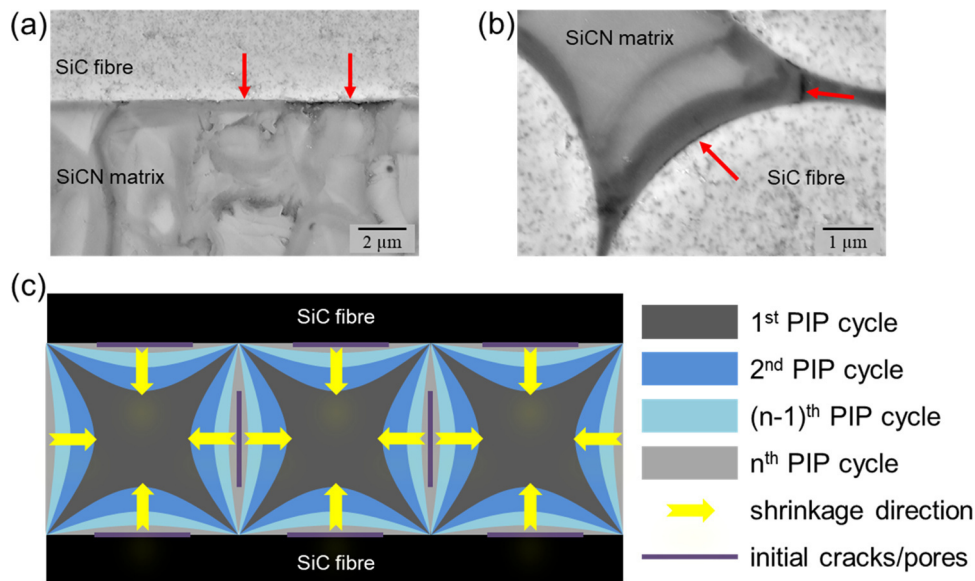 (a)
SiC fibre
SiCN matrix
2 µm
(b)
SiCN matrix
SiC fibre
1 µm
(c)
SiC fibre
SiC fibre
1st PIP cycle
2nd PIP cycle
(n-1)th PIP cycle
nth PIP cycle
shrinkage direction
initial cracks/pores